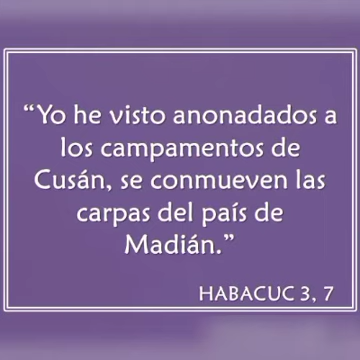 “Yo he visto anonadados a
los campamentos de
Cusán, se conmueven las
carpas del país de
Madián.”
HABACUC 3, 7